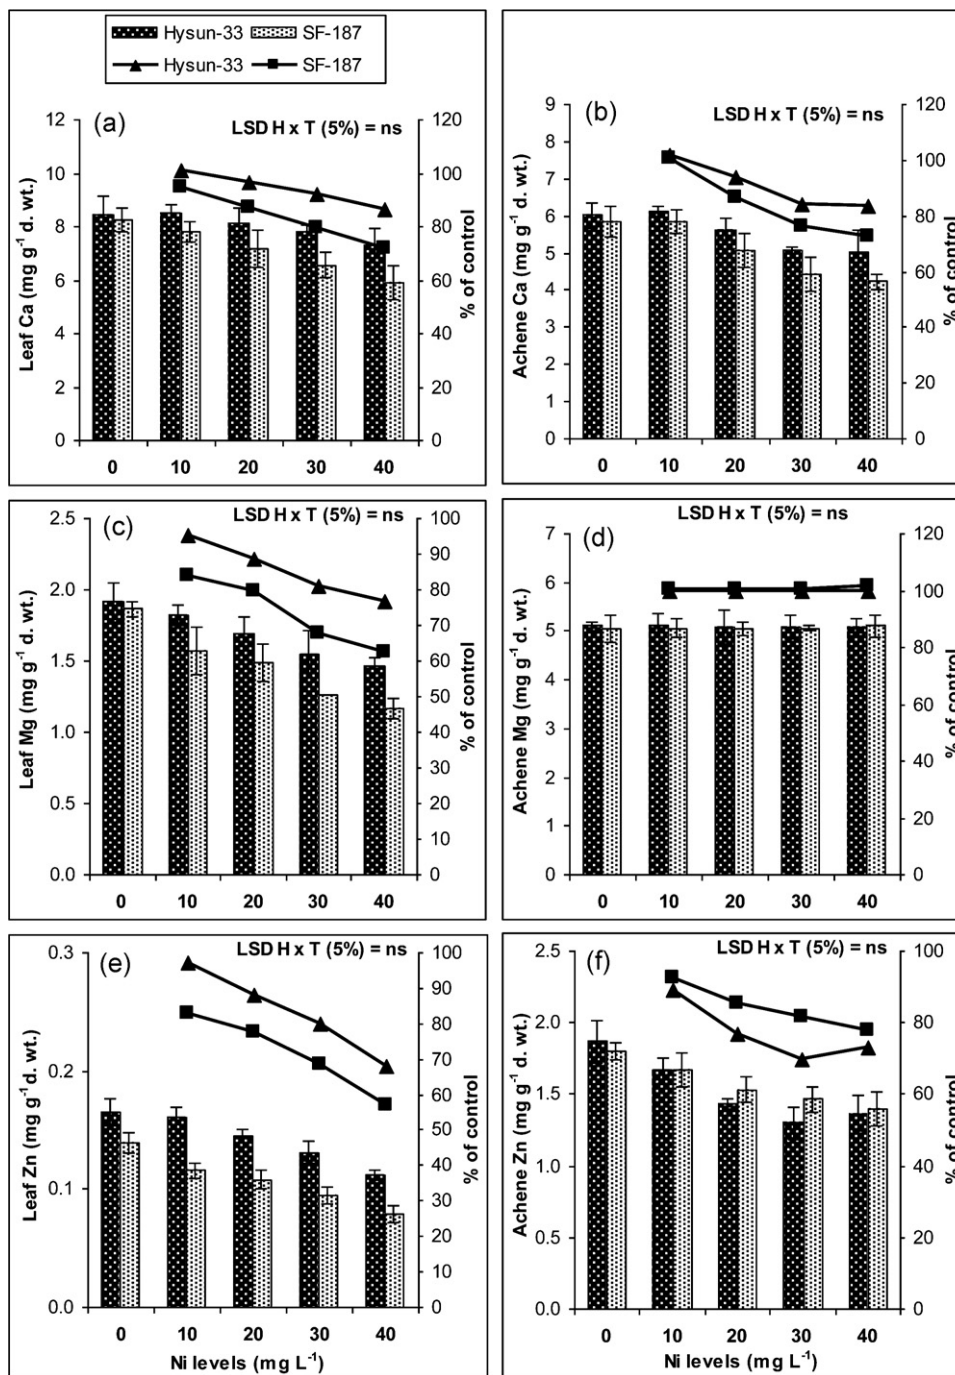 Hysun-33 SF-187
Hysun-33 SF-187
(a)
LSD H x T (5%) = ns
Leaf Ca (mg g⁻¹ d. wt.)
12
10
8
6
4
2
0
120
100
80
60
40
20
0
% of control
0 10 20 30 40
(b)
LSD H x T (5%) = ns
Achene Ca (mg g⁻¹ d. wt.)
9
8
7
6
5
4
3
2
1
0
120
100
80
60
40
20
0
% of control
0 10 20 30 40
(c)
LSD H x T (5%) = ns
Leaf Mg (mg g⁻¹ d. wt.)
2.5
2.0
1.5
1.0
0.5
0.0
100
90
80
70
60
50
40
30
20
10
0
% of control
0 10 20 30 40
(d)
LSD H x T (5%) = ns
Achene Mg (mg g⁻¹ d. wt.)
7
6
5
4
3
2
1
0
120
100
80
60
40
20
0
% of control
0 10 20 30 40
(e)
LSD H x T (5%) = ns
Leaf Zn (mg g⁻¹ d. wt.)
0.3
0.2
0.1
0.0
100
90
80
70
60
50
40
30
20
10
0
% of control
0 10 20 30 40
Ni levels (mg L⁻¹)
(f)
LSD H x T (5%) = ns
Achene Zn (mg g⁻¹ d. wt.)
2.5
2.0
1.5
1.0
0.5
0.0
100
80
60
40
20
0
% of control
0 10 20 30 40
Ni levels (mg L⁻¹)